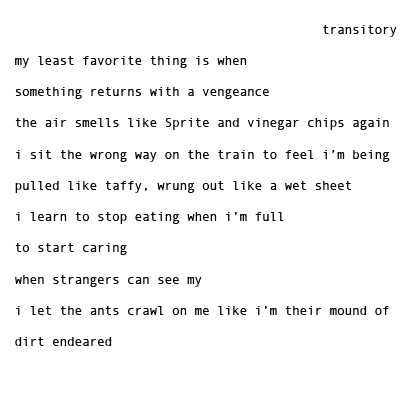 transitory
my least favorite thing is when
something returns with a vengeance
the air smells like Sprite and vinegar chips again
i sit the wrong way on the train to feel i’m being
pulled like taffy, wrung out like a wet sheet
i learn to stop eating when i’m full
to start caring
when strangers can see my
i let the ants crawl on me like i’m their mound of
dirt endeared